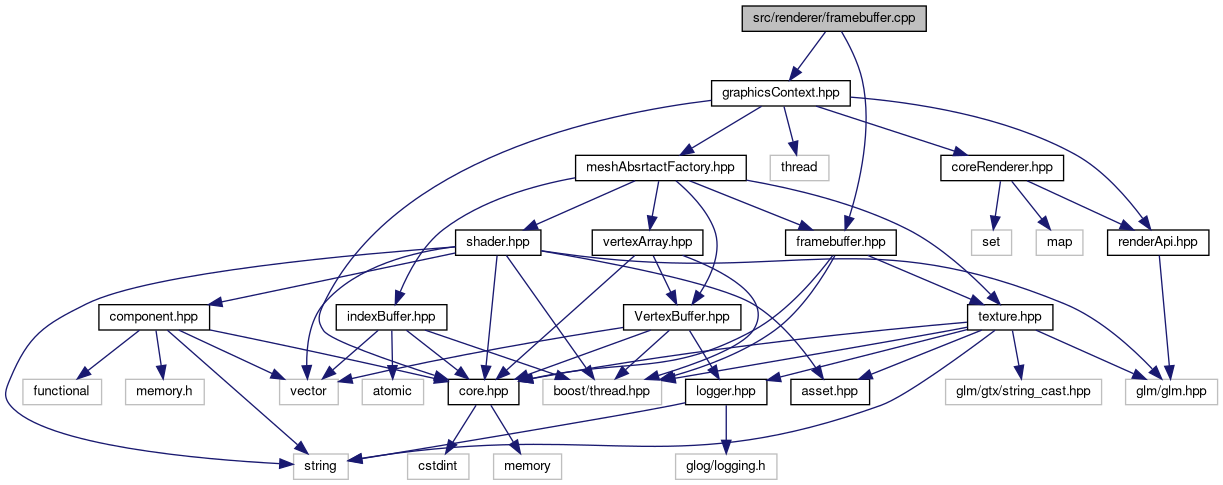 src/renderer/framebuffer.cpp
graphicsContext.hpp
meshAbsrtactFactory.hpp
thread
coreRenderer.hpp
shader.hpp
vertexArray.hpp
framebuffer.hpp
set
map
renderApi.hpp
component.hpp
indexBuffer.hpp
VertexBuffer.hpp
texture.hpp
functional
memory.h
vector
atomic
core.hpp
boost/thread.hpp
logger.hpp
asset.hpp
glm/gtx/string_cast.hpp
glm/glm.hpp
string
cstdint
memory
glog/logging.h